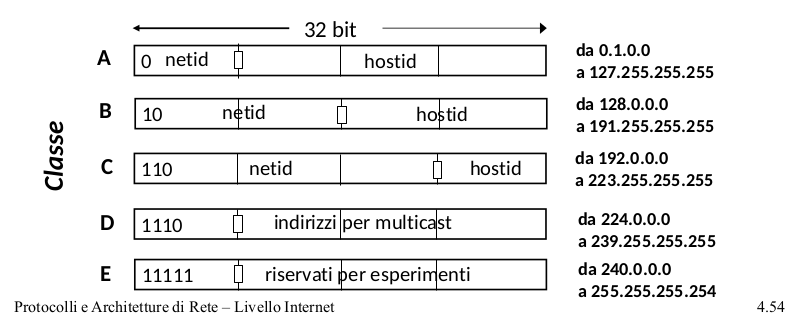 32 bit
Classe
A
0 netid hostid
da 0.1.0.0
a 127.255.255.255
B
10 netid hostid
da 128.0.0.0
a 191.255.255.255
C
110 netid hostid
da 192.0.0.0
a 223.255.255.255
D
1110 indirizzi per multicast
da 224.0.0.0
a 239.255.255.255
E
11111 riservati per esperimenti
da 240.0.0.0
a 255.255.255.254
Protocolli e Architetture di Rete – Livello Internet
4.54